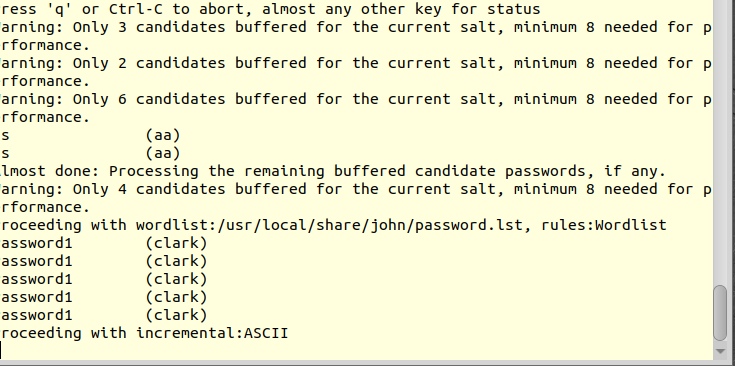 ress 'q' or Ctrl-C to abort, almost any other key for status
arning: Only 3 candidates buffered for the current salt, minimum 8 needed for p
rformance.
arning: Only 2 candidates buffered for the current salt, minimum 8 needed for p
rformance.
arning: Only 6 candidates buffered for the current salt, minimum 8 needed for p
rformance.
s (aa)
s (aa)
lmost done: Processing the remaining buffered candidate passwords, if any.
arning: Only 4 candidates buffered for the current salt, minimum 8 needed for p
rformance.
roceeding with wordlist:/usr/local/share/john/password.lst, rules:Wordlist
assword1 (clark)
assword1 (clark)
assword1 (clark)
assword1 (clark)
assword1 (clark)
roceeding with incremental:ASCII